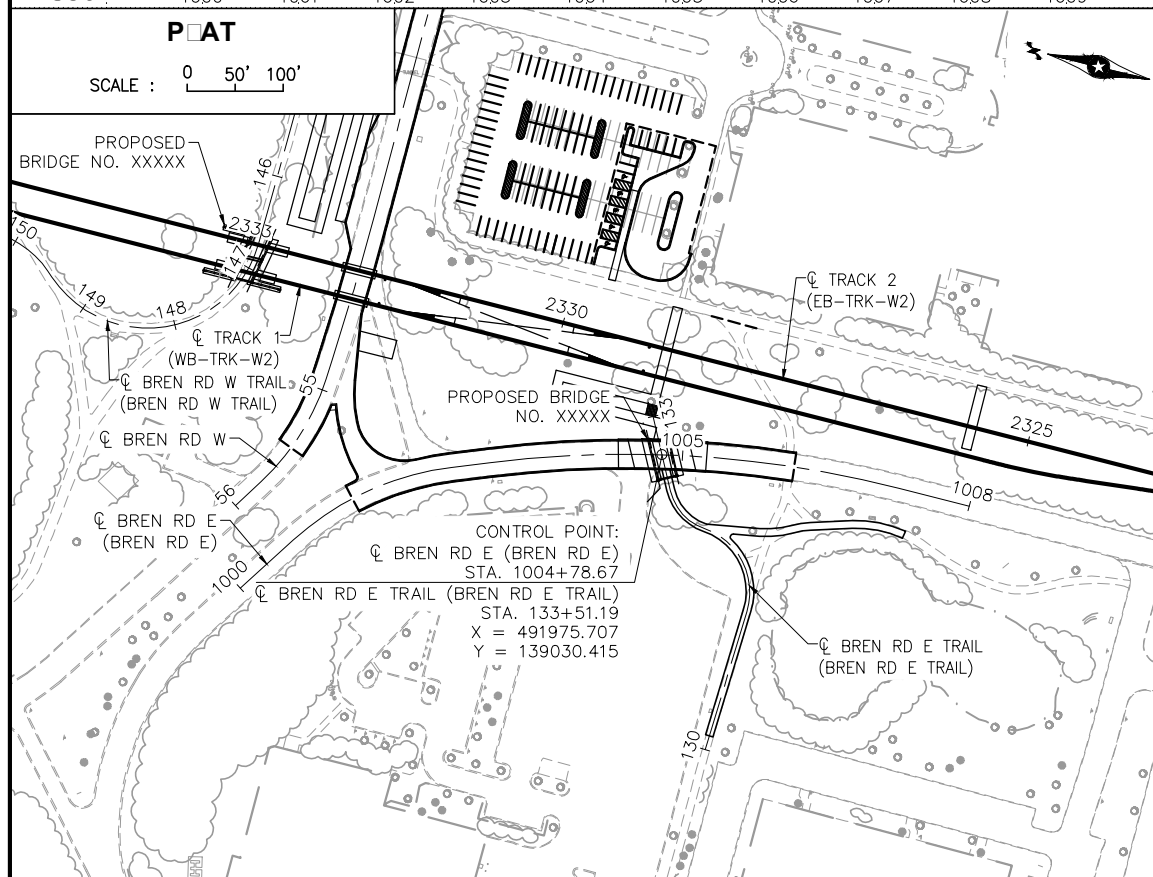 P□AT
SCALE :
0 50' 100'
PROPOSED
BRIDGE NO. XXXXX
146
2333
147
150
149
148
℄ TRACK 1
(WB-TRK-W2)
℄ BREN RD W TRAIL
(BREN RD W TRAIL)
℄ BREN RD W
55
56
℄ BREN RD E
(BREN RD E)
1000
2330
℄ TRACK 2
(EB-TRK-W2)
PROPOSED BRIDGE
NO. XXXXX
133
1005
2325
1008
CONTROL POINT:
℄ BREN RD E (BREN RD E)
STA. 1004+78.67
℄ BREN RD E TRAIL (BREN RD E TRAIL)
STA. 133+51.19
X = 491975.707
Y = 139030.415
℄ BREN RD E TRAIL
(BREN RD E TRAIL)
130